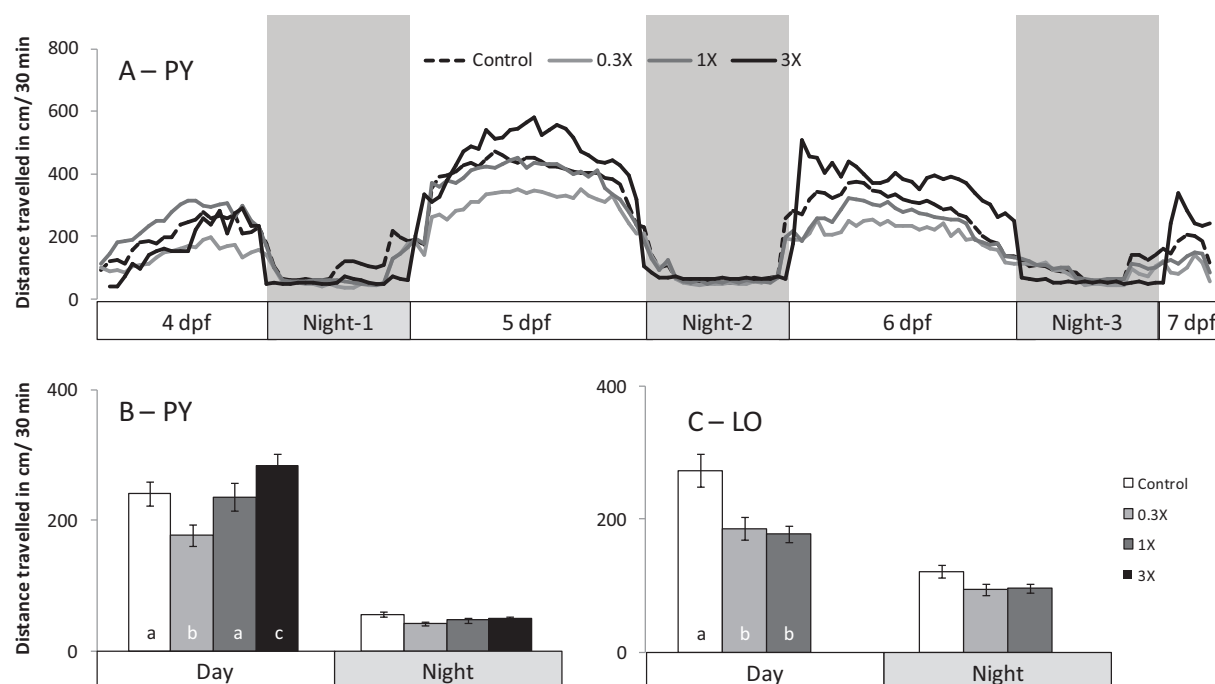 Distance travelled in cm/ 30 min
800
600
400
200
0
A – PY
Control 0.3X 1X 3X
4 dpf Night-1 5 dpf Night-2 6 dpf Night-3 7 dpf
Distance travelled in cm/ 30 min
400
200
0
B – PY
a b a c
Day Night
400
200
0
C – LO
a b b
Day Night
Control
0.3X
1X
3X